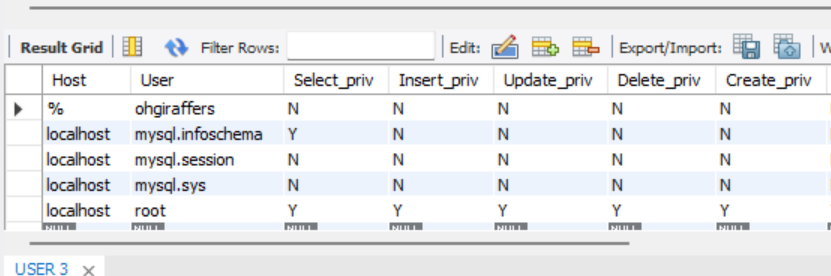 Result Grid Filter Rows: Edit: Export/Import: W
Host User Select_priv Insert_priv Update_priv Delete_priv Create_priv
% ohgiraffers N N N N N
localhost mysql.infoschema Y N N N N
localhost mysql.session N N N N N
localhost mysql.sys N N N N N
localhost root Y Y Y Y Y
NULL NULL NULL NULL NULL NULL NULL
USER 3